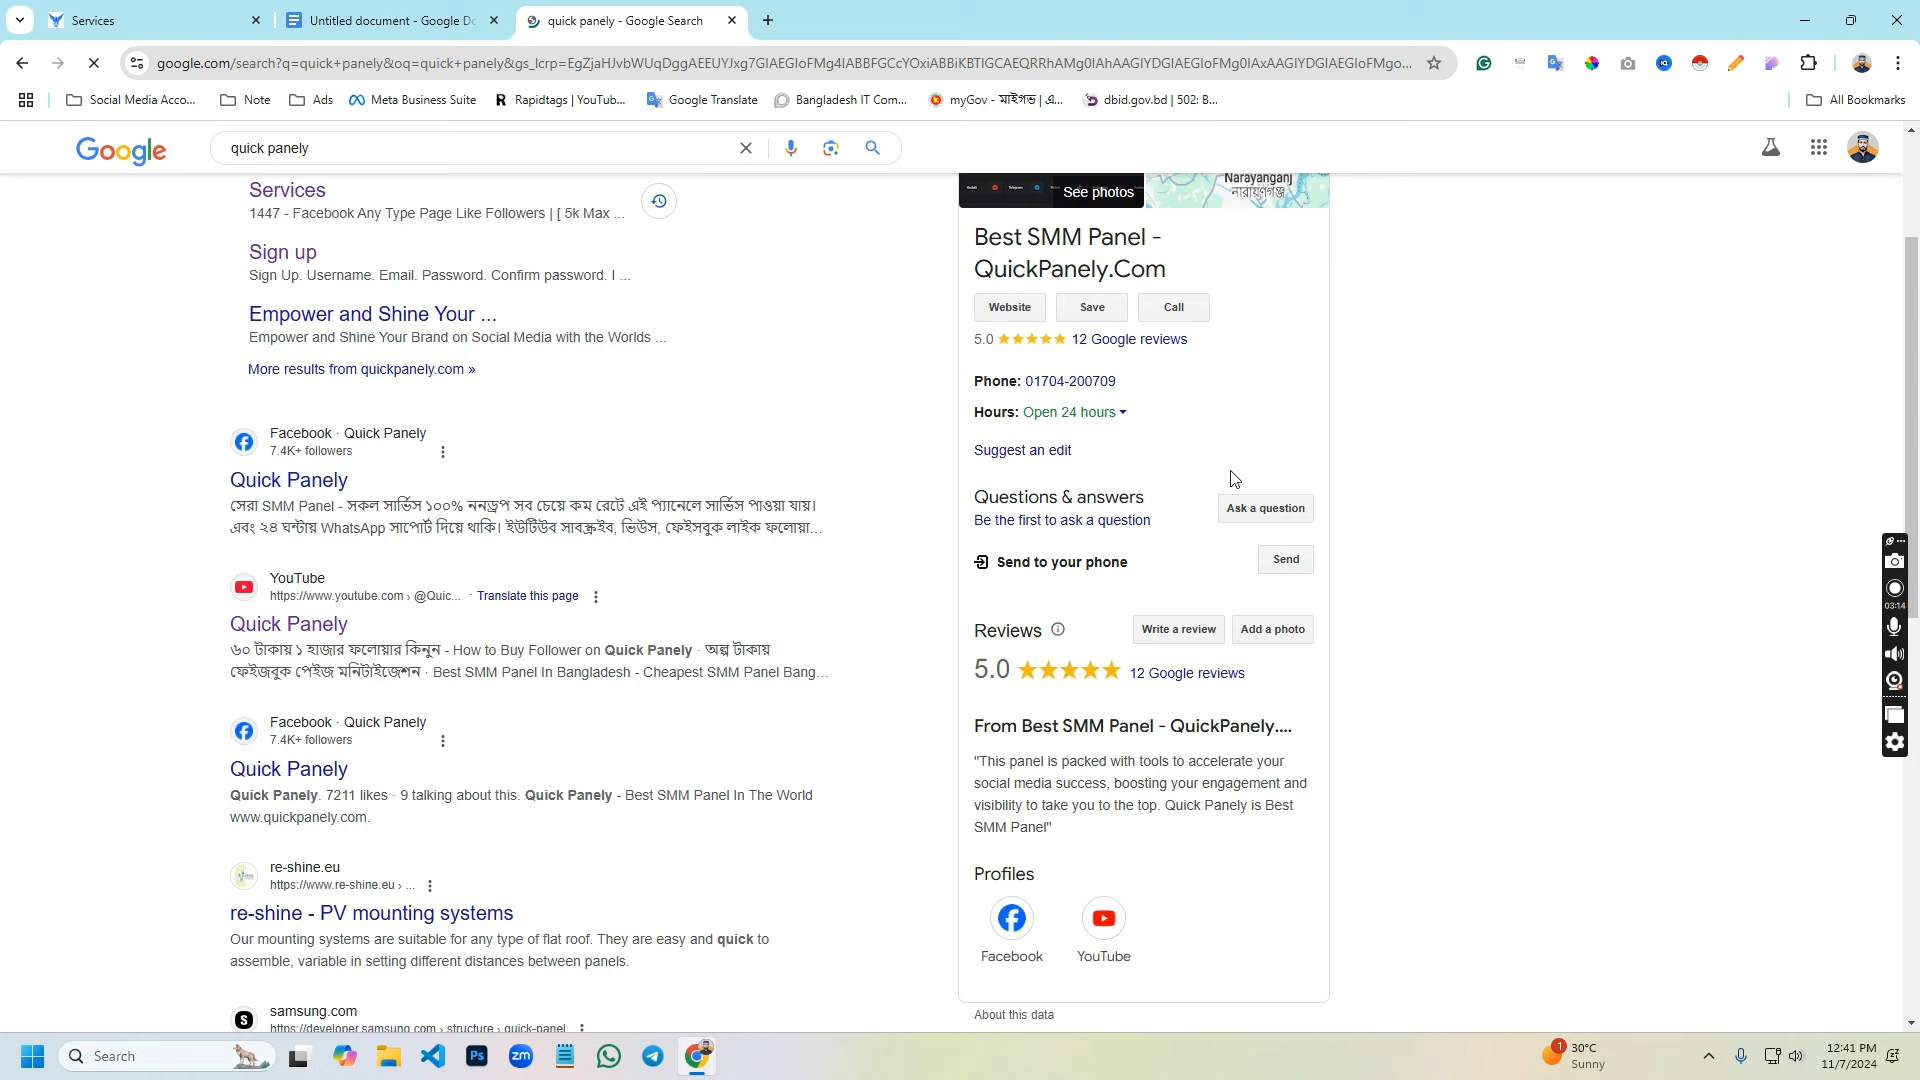 Services
Untitled document - Google Do
quick panely - Google Search
google.com/search?q=quick+panely&oq=quick+panely&gs_lcrp=EgZjaHJvbWUqDggAEEUYJxg7GIAEGIoFMg4IABBFGCcYOxiABBiKBTIGCAEQRRhAMg0IAhAAGIYDGIAEGIoFMg0IAxAAGIYDGIAEGIoFMgo...
Social Media Acco...
Note
Ads
Meta Business Suite
Rapidtags | YouTub...
Google Translate
Bangladesh IT Com...
myGov - মাইগভ | এ...
dbid.gov.bd | 502: B...
All Bookmarks
Google
quick panely
Services
1447 - Facebook Any Type Page Like Followers | [ 5k Max ...
Sign up
Sign Up. Username. Email. Password. Confirm password. I ...
Empower and Shine Your ...
Empower and Shine Your Brand on Social Media with the Worlds ...
More results from quickpanely.com »
Facebook · Quick Panely
7.4K+ followers
Quick Panely
সেরা SMM Panel - সকল সার্ভিস ১০০% ননড্রপ সব চেয়ে কম রেটে এই প্যানেলে সার্ভিস পাওয়া যায়।
এবং ২৪ ঘন্টায় WhatsApp সাপোর্ট দিয়ে থাকি। ইউটিউব সাবস্ক্রইব, ভিউস, ফেইসবুক লাইক ফলোয়া...
YouTube
https://www.youtube.com › @Quic... · Translate this page
Quick Panely
৬০ টাকায় ১ হাজার ফলোয়ার কিনুন - How to Buy Follower on Quick Panely · অল্প টাকায়
ফেইজবুক পেইজ মনিটাইজেশন · Best SMM Panel In Bangladesh - Cheapest SMM Panel Bang...
Facebook · Quick Panely
7.4K+ followers
Quick Panely
Quick Panely. 7211 likes · 9 talking about this. Quick Panely - Best SMM Panel In The World
www.quickpanely.com.
re-shine.eu
https://www.re-shine.eu › ...
re-shine - PV mounting systems
Our mounting systems are suitable for any type of flat roof. They are easy and quick to
assemble, variable in setting different distances between panels.
samsung.com
https://developer.samsung.com › structure › quick-panel
See photos
Narayanganj
নারায়ণগঞ্জ
Best SMM Panel -
QuickPanely.Com
Website Save Call
5.0 12 Google reviews
Phone: 01704-200709
Hours: Open 24 hours
Suggest an edit
Questions & answers
Be the first to ask a question
Ask a question
Send to your phone
Send
Reviews
Write a review
Add a photo
5.0 12 Google reviews
From Best SMM Panel - QuickPanely....
"This panel is packed with tools to accelerate your
social media success, boosting your engagement and
visibility to take you to the top. Quick Panely is Best
SMM Panel"
Profiles
Facebook YouTube
About this data
03:14
Search
Ps
zm
1
30°C
Sunny
12:41 PM
11/7/2024